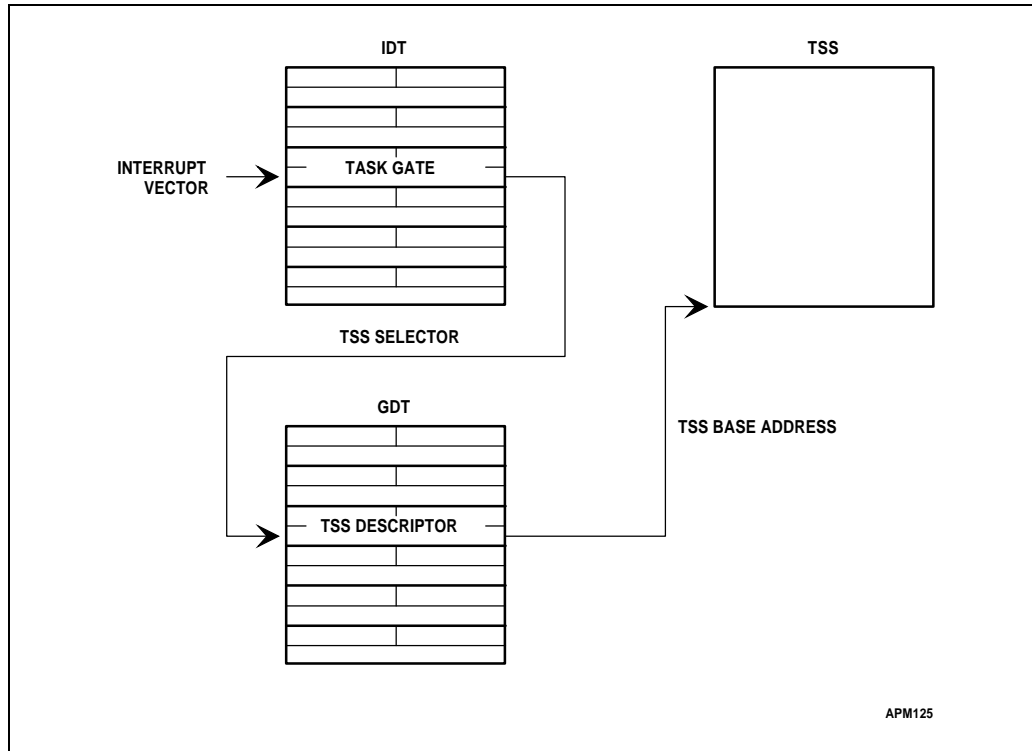 IDT
TSS
INTERRUPT
VECTOR
TASK GATE
TSS SELECTOR
GDT
TSS BASE ADDRESS
TSS DESCRIPTOR
APM125